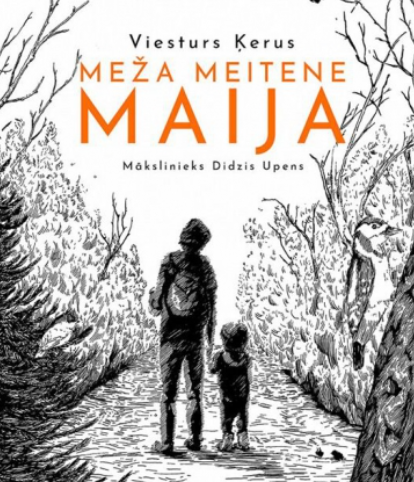 Viesturs Ķerus
MEŽA MEITENE
MAIJA
Mākslinieks Didzis Upens